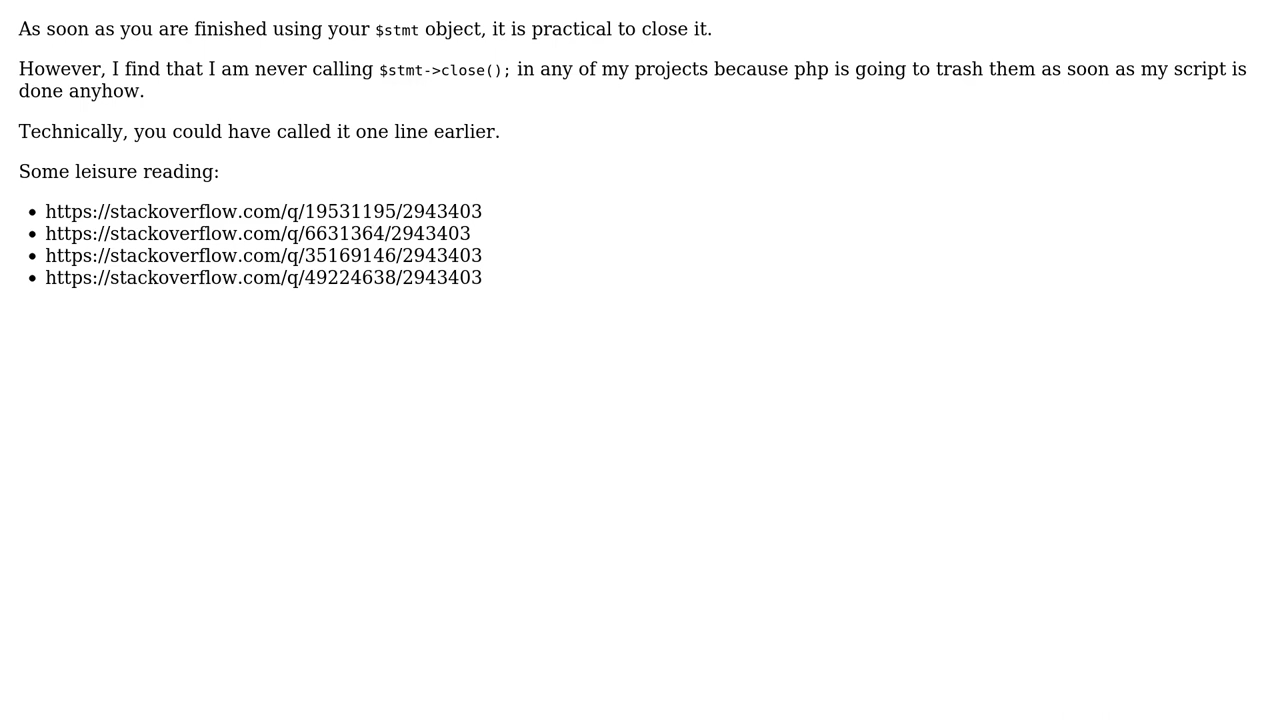 As soon as you are finished using your $stmt object, it is practical to close it.
However, I find that I am never calling $stmt->close(); in any of my projects because php is going to trash them as soon as my script is
done anyhow.
Technically, you could have called it one line earlier.
Some leisure reading:
• https://stackoverflow.com/q/19531195/2943403
• https://stackoverflow.com/q/6631364/2943403
• https://stackoverflow.com/q/35169146/2943403
• https://stackoverflow.com/q/49224638/2943403